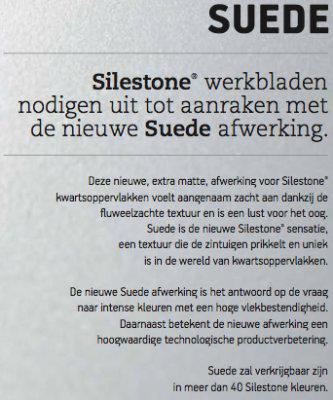 SUEDE
Silestone® werkbladen
nodigen uit tot aanraken met
de nieuwe Suede afwerking.
Deze nieuwe, extra matte, afwerking voor Silestone®
kwartsoppervlakken voelt aangenaam zacht aan dankzij de
fluweelzachte textuur en is een lust voor het oog.
Suede is de nieuwe Silestone® sensatie,
een textuur die de zintuigen prikkelt en uniek
is in de wereld van kwartsoppervlakken.
De nieuwe Suede afwerking is het antwoord op de vraag
naar intense kleuren met een hoge vlekbestendigheid.
Daarnaast betekent de nieuwe afwerking een
hoogwaardige technologische productverbetering.
Suede zal verkrijgbaar zijn
in meer dan 40 Silestone kleuren.